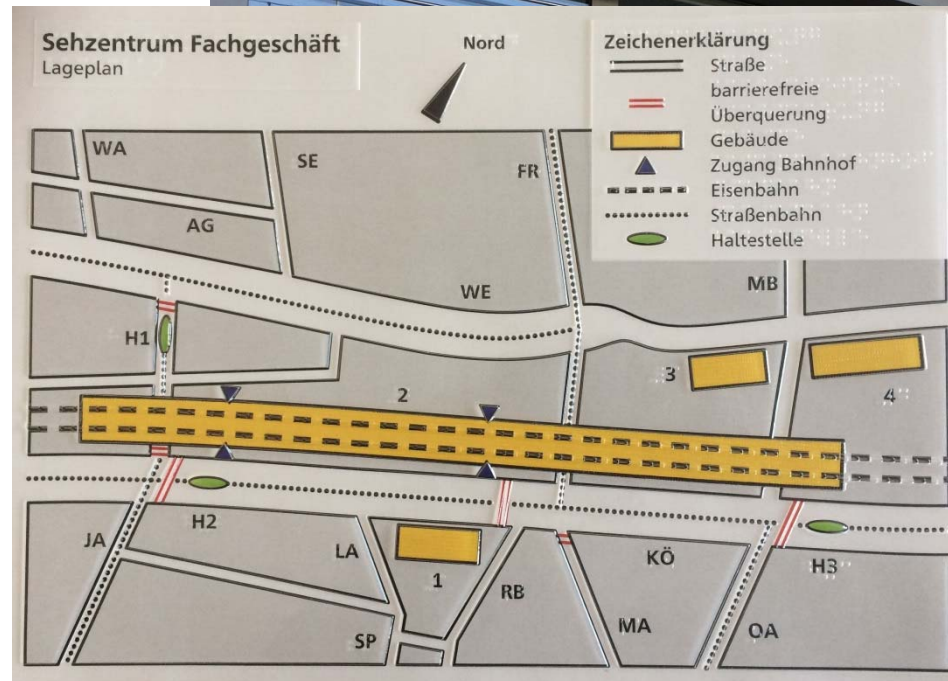 Sehzentrum Fachgeschäft
Lageplan
Nord
Zeichenerklärung
Straße
barrierefreie
Überquerung
Gebäude
Zugang Bahnhof
Eisenbahn
Straßenbahn
Haltestelle
WA
SE
FR
AG
MB
WE
H1
3
2
4
H2
JA
LA
1
KÖ
H3
RB
MA
OA
SP